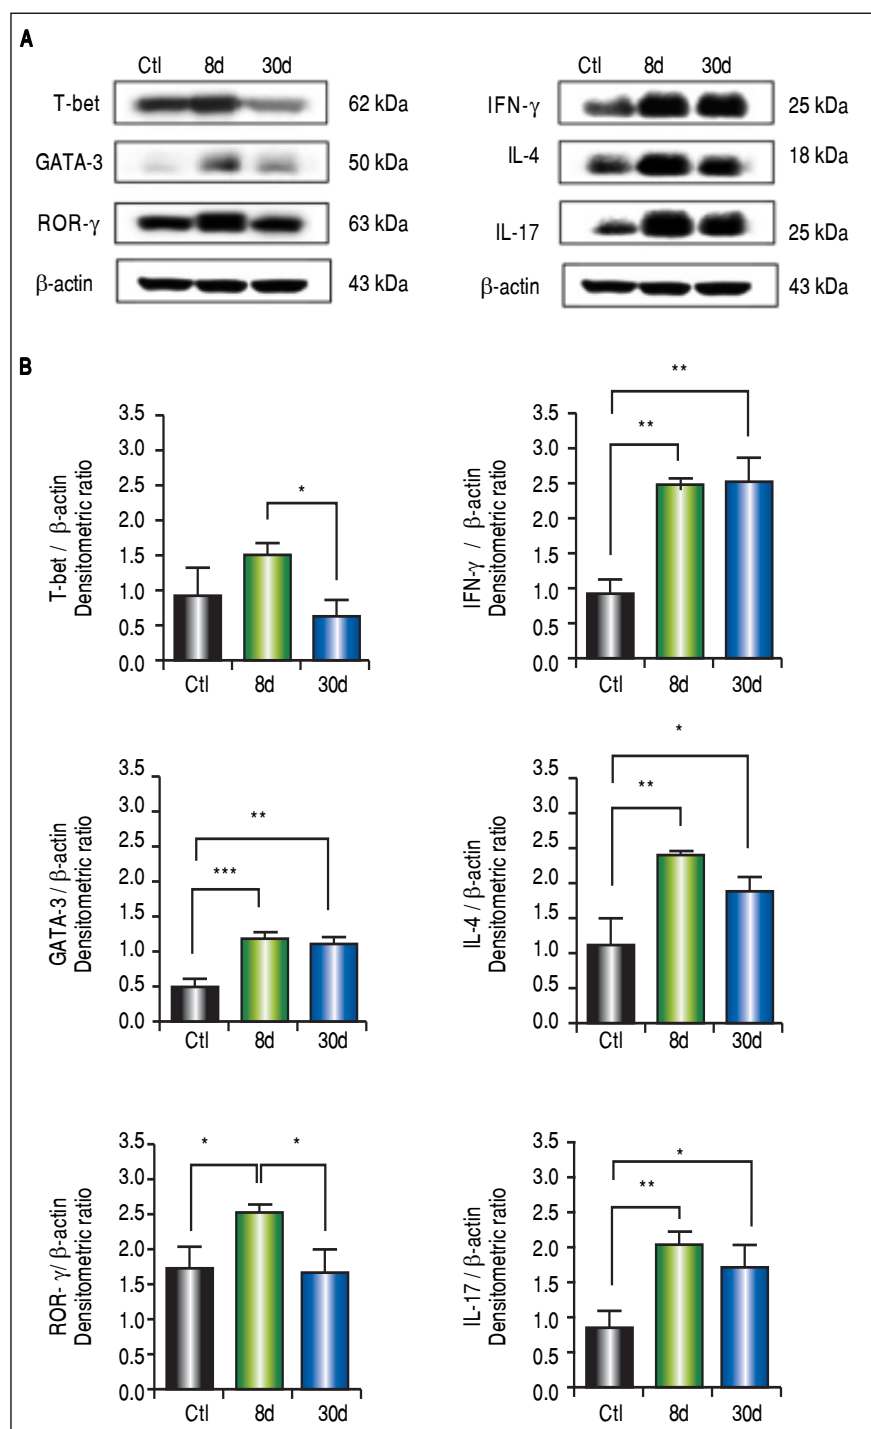 A
Ctl 8d 30d
T-bet 62 kDa
GATA-3 50 kDa
ROR-γ 63 kDa
β-actin 43 kDa
Ctl 8d 30d
IFN-γ 25 kDa
IL-4 18 kDa
IL-17 25 kDa
β-actin 43 kDa
B
T-bet / β-actin
Densitometric ratio
3.5
3.0
2.5
2.0
1.5
1.0
0.5
0.0
*
Ctl 8d 30d
IFN-γ / β-actin
Densitometric ratio
3.5
3.0
2.5
2.0
1.5
1.0
0.5
0.0
**
**
Ctl 8d 30d
GATA-3 / β-actin
Densitometric ratio
3.5
3.0
2.5
2.0
1.5
1.0
0.5
0.0
**
***
Ctl 8d 30d
IL-4 / β-actin
Densitometric ratio
3.5
3.0
2.5
2.0
1.5
1.0
0.5
0.0
*
**
Ctl 8d 30d
ROR- γ/ β-actin
Densitometric ratio
3.5
3.0
2.5
2.0
1.5
1.0
0.5
0.0
* *
Ctl 8d 30d
IL-17 / β-actin
Densitometric ratio
3.5
3.0
2.5
2.0
1.5
1.0
0.5
0.0
*
**
Ctl 8d 30d